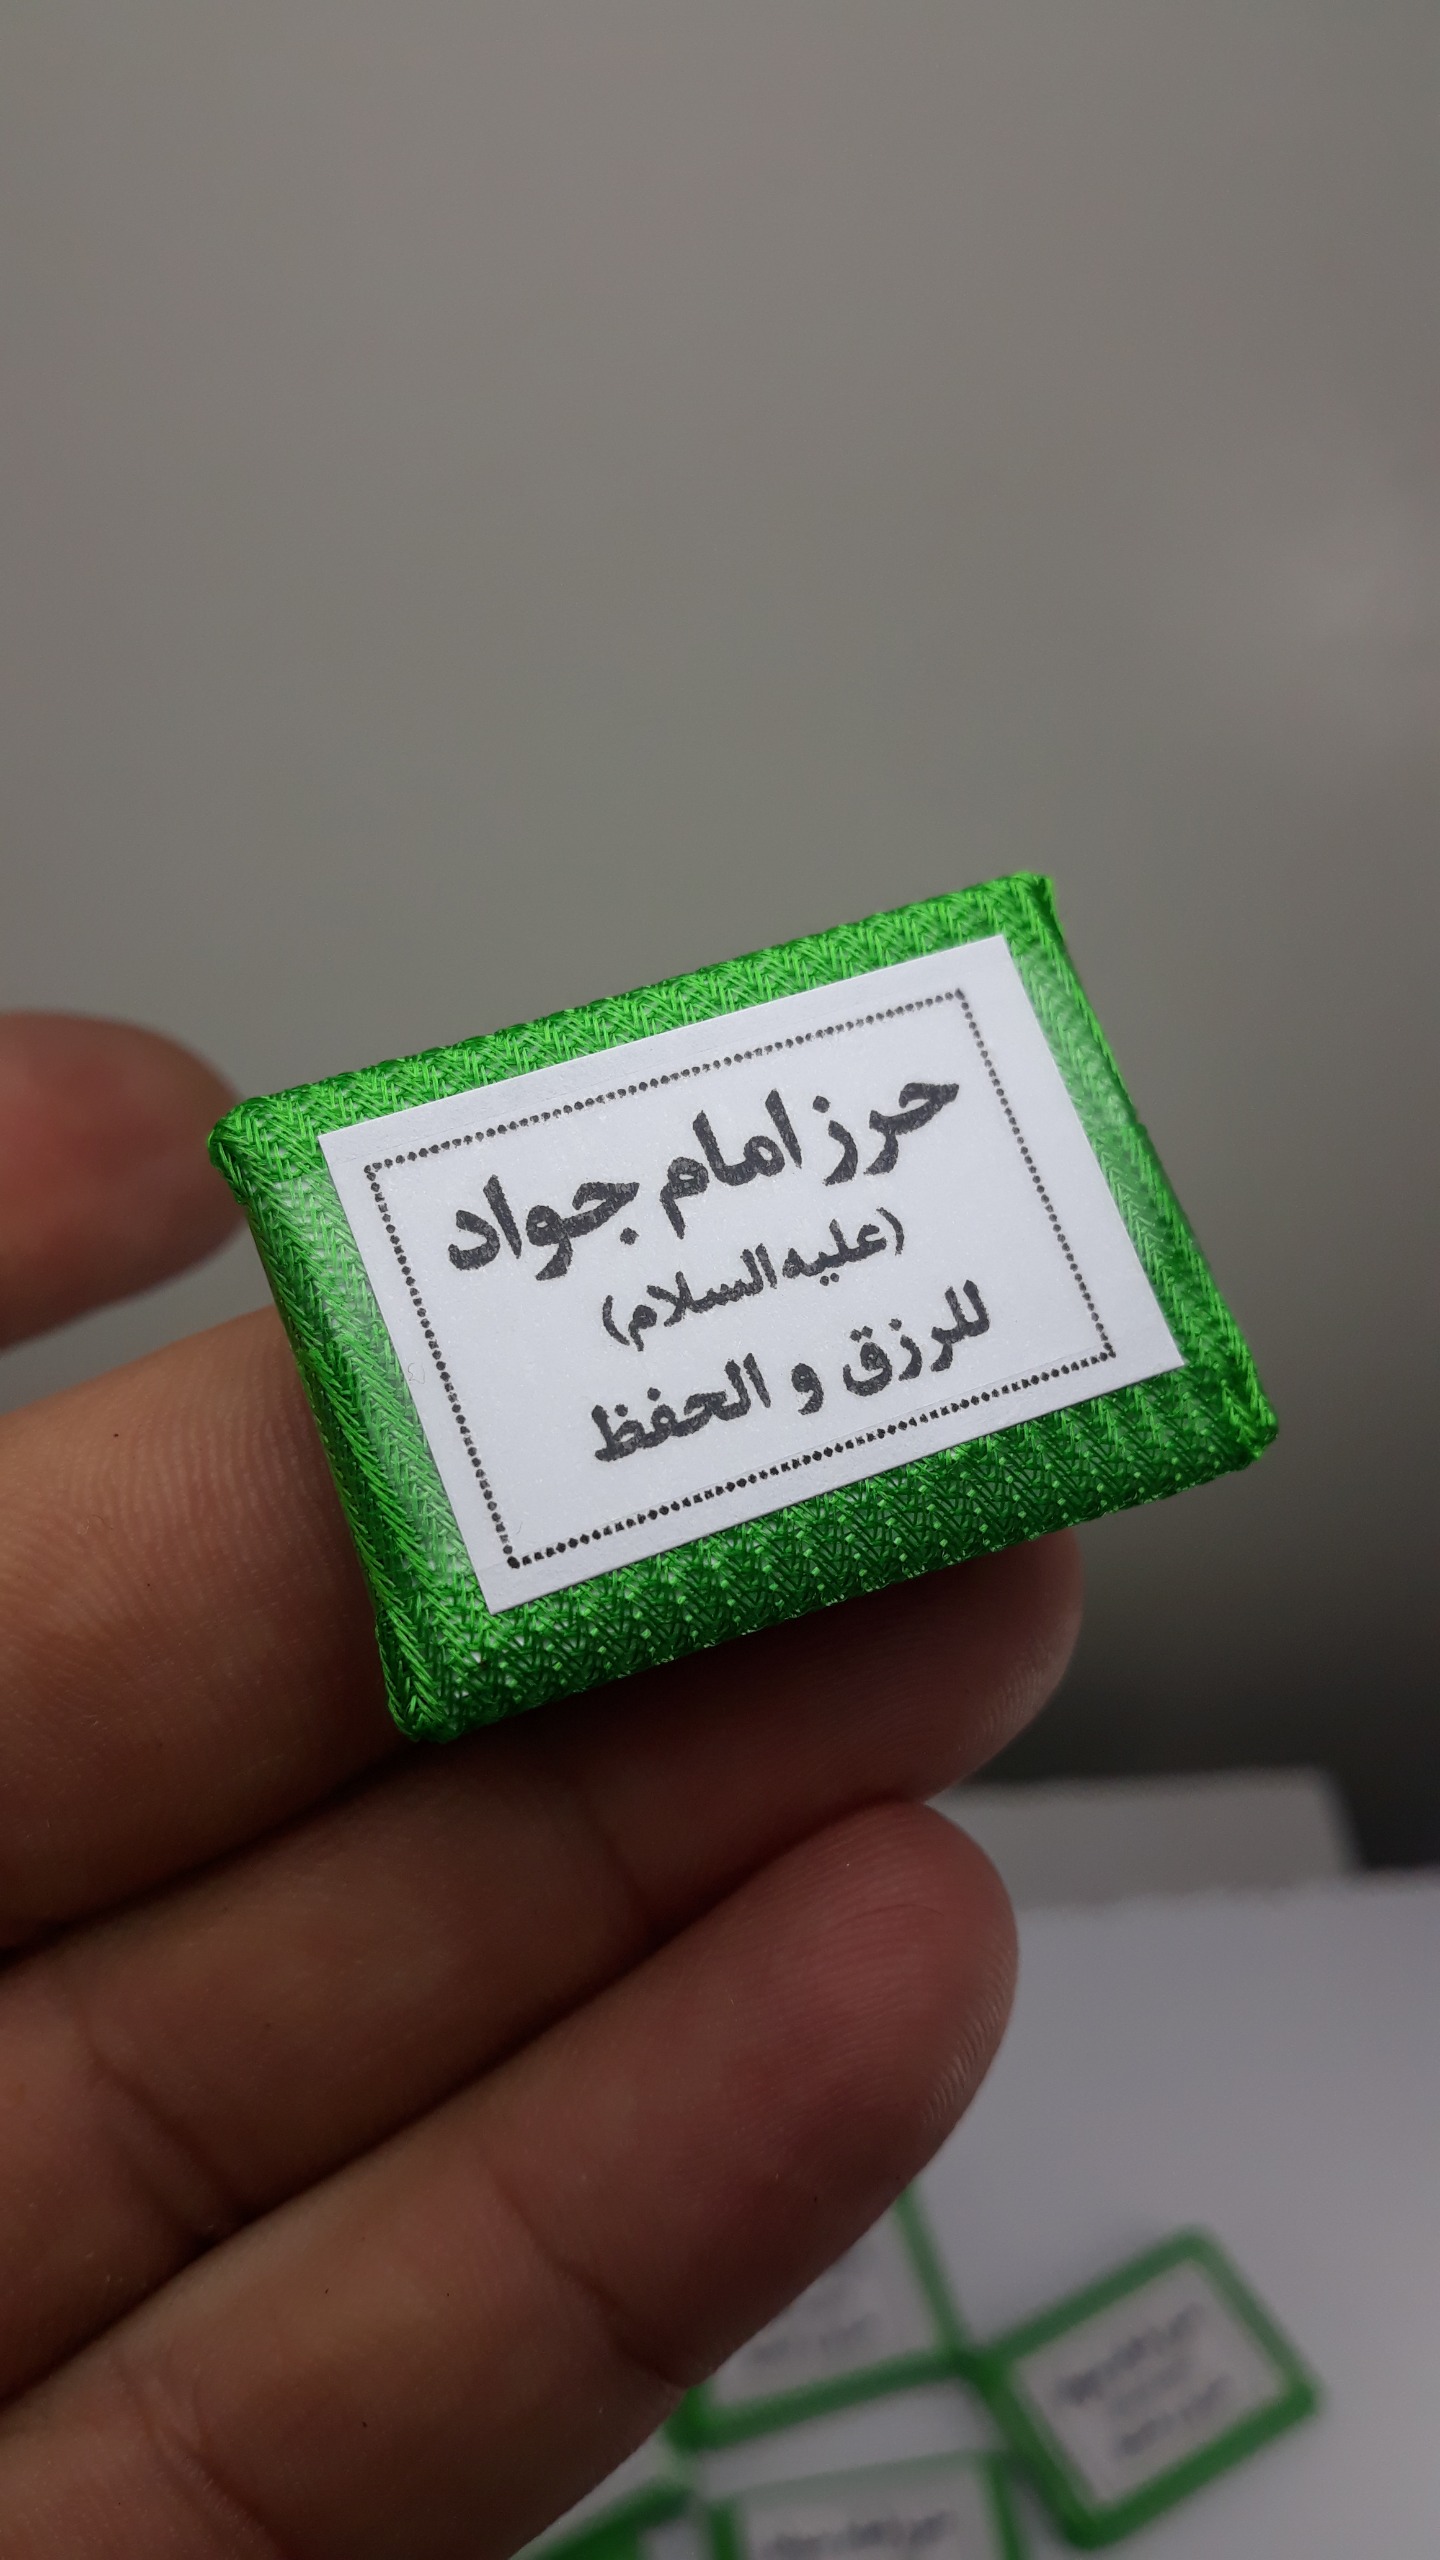 حرز امام جواد
(علیه السلام)
للرزق و الحفظ